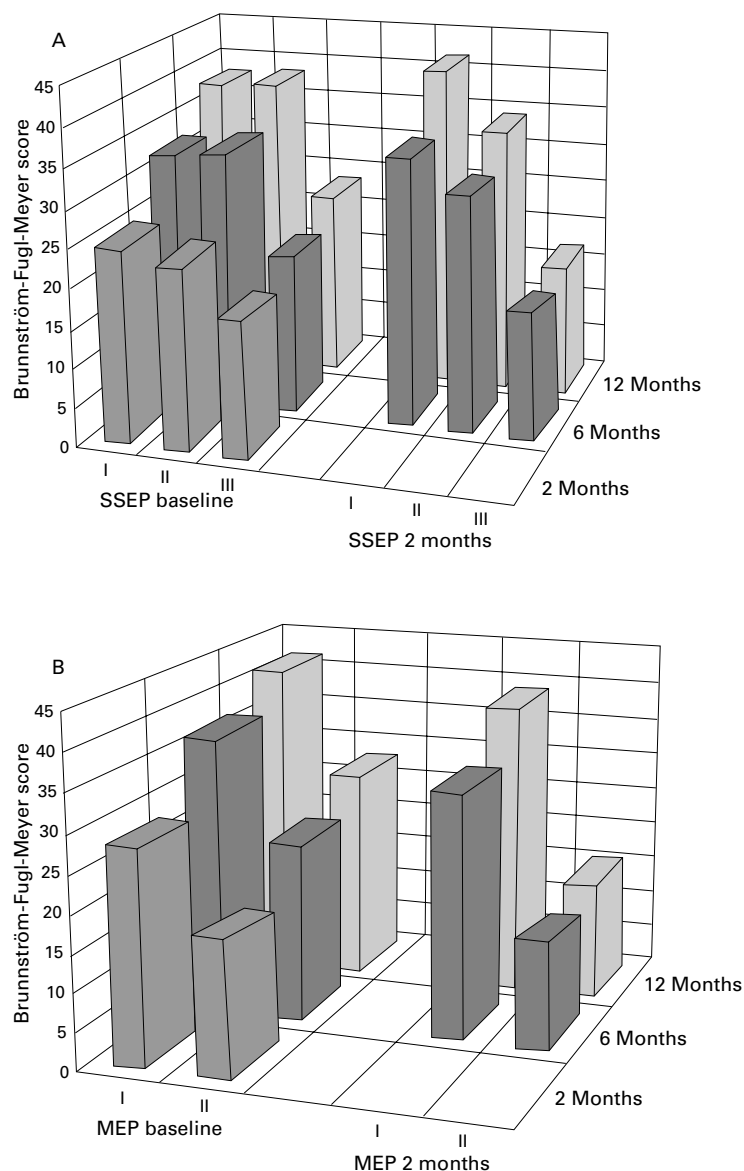 A
45
40
35
30
25
20
15
10
5
0
Brunnström-Fugl-Meyer score
I
II
III
SSEP baseline
I
II
III
SSEP 2 months
12 Months
6 Months
2 Months
B
45
40
35
30
25
20
15
10
5
0
Brunnström-Fugl-Meyer score
I
II
MEP baseline
I
II
MEP 2 months
12 Months
6 Months
2 Months